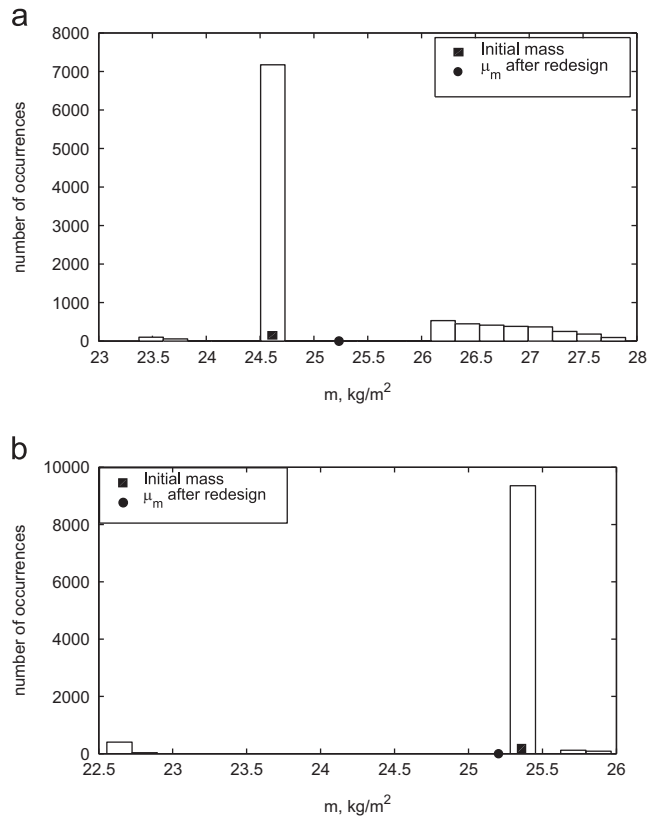 a
8000
7000
6000
5000
4000
3000
2000
1000
0
number of occurrences
Initial mass
μm after redesign
23 23.5 24 24.5 25 25.5 26 26.5 27 27.5 28
m, kg/m²
b
10000
8000
6000
4000
2000
0
number of occurrences
Initial mass
μm after redesign
22.5 23 23.5 24 24.5 25 25.5 26
m, kg/m²